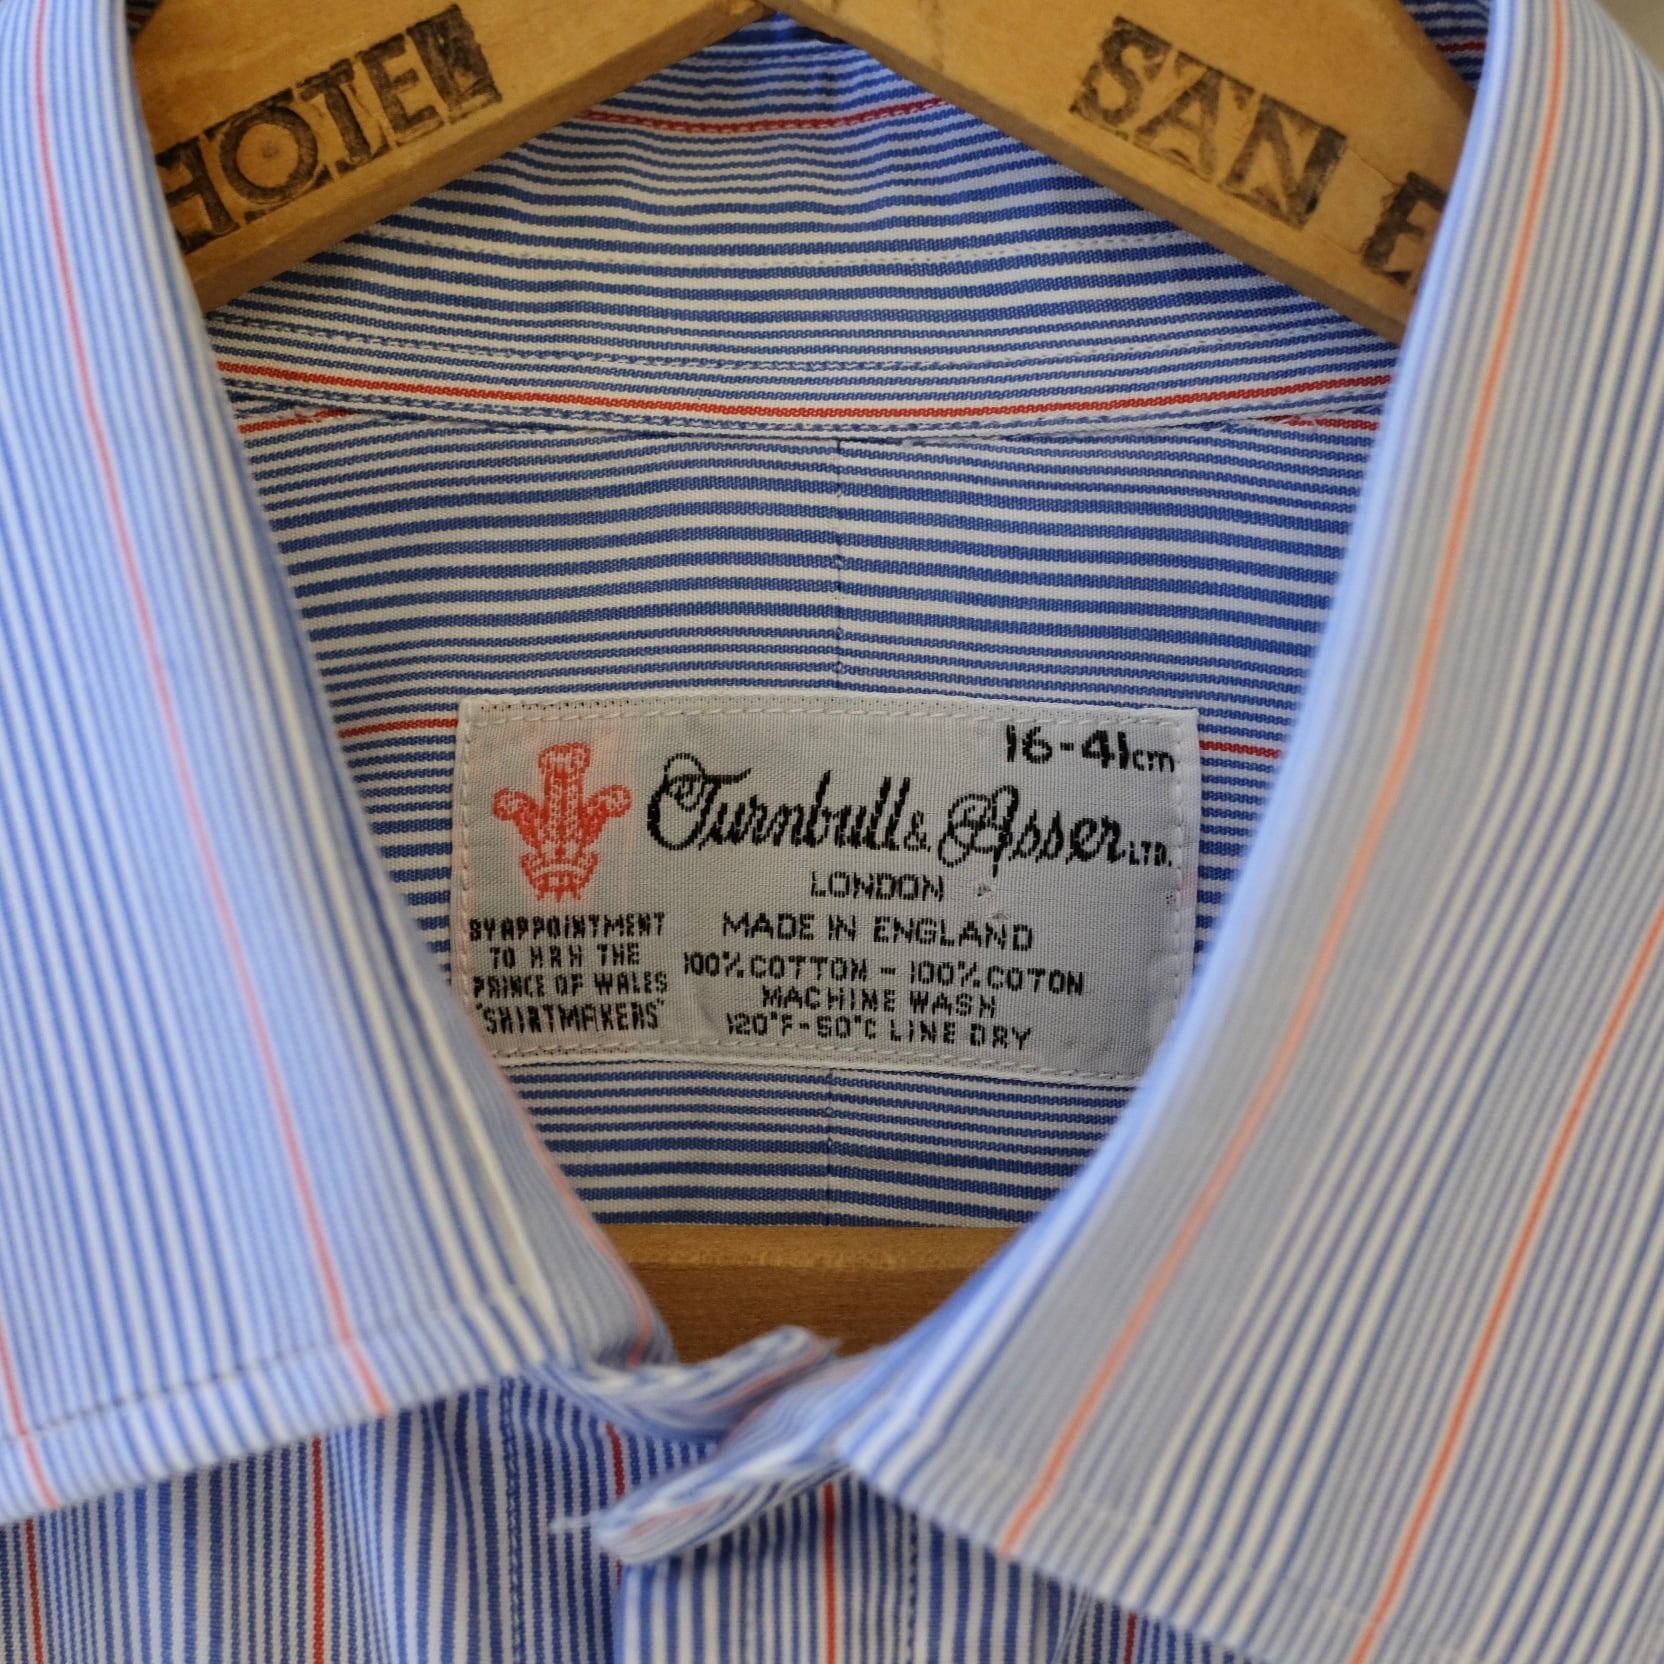 HOTEL
SAN
16-41cm
Turnbull & Asser LTD.
LONDON
MADE IN ENGLAND
100% COTTON - 100% COTON
MACHINE WASH
120°F-50°C LINE DRY
BY APPOINTMENT
TO HRH THE
PRINCE OF WALES
"SHIRTMAKERS"